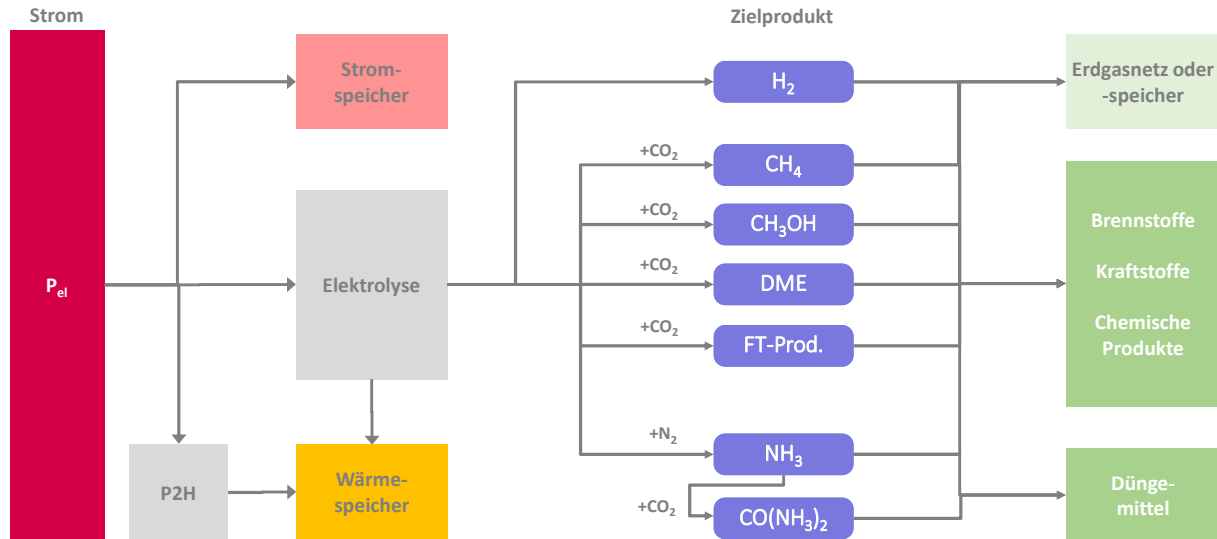 Strom
Zielprodukt
P_el
Strom-
speicher
H₂
Erdgasnetz oder
-speicher
+CO₂
CH₄
+CO₂
CH₃OH
Elektrolyse
+CO₂
DME
+CO₂
FT-Prod.
Brennstoffe
Kraftstoffe
Chemische
Produkte
P2H
Wärme-
speicher
+N₂
NH₃
+CO₂
CO(NH₃)₂
Dünge-
mittel